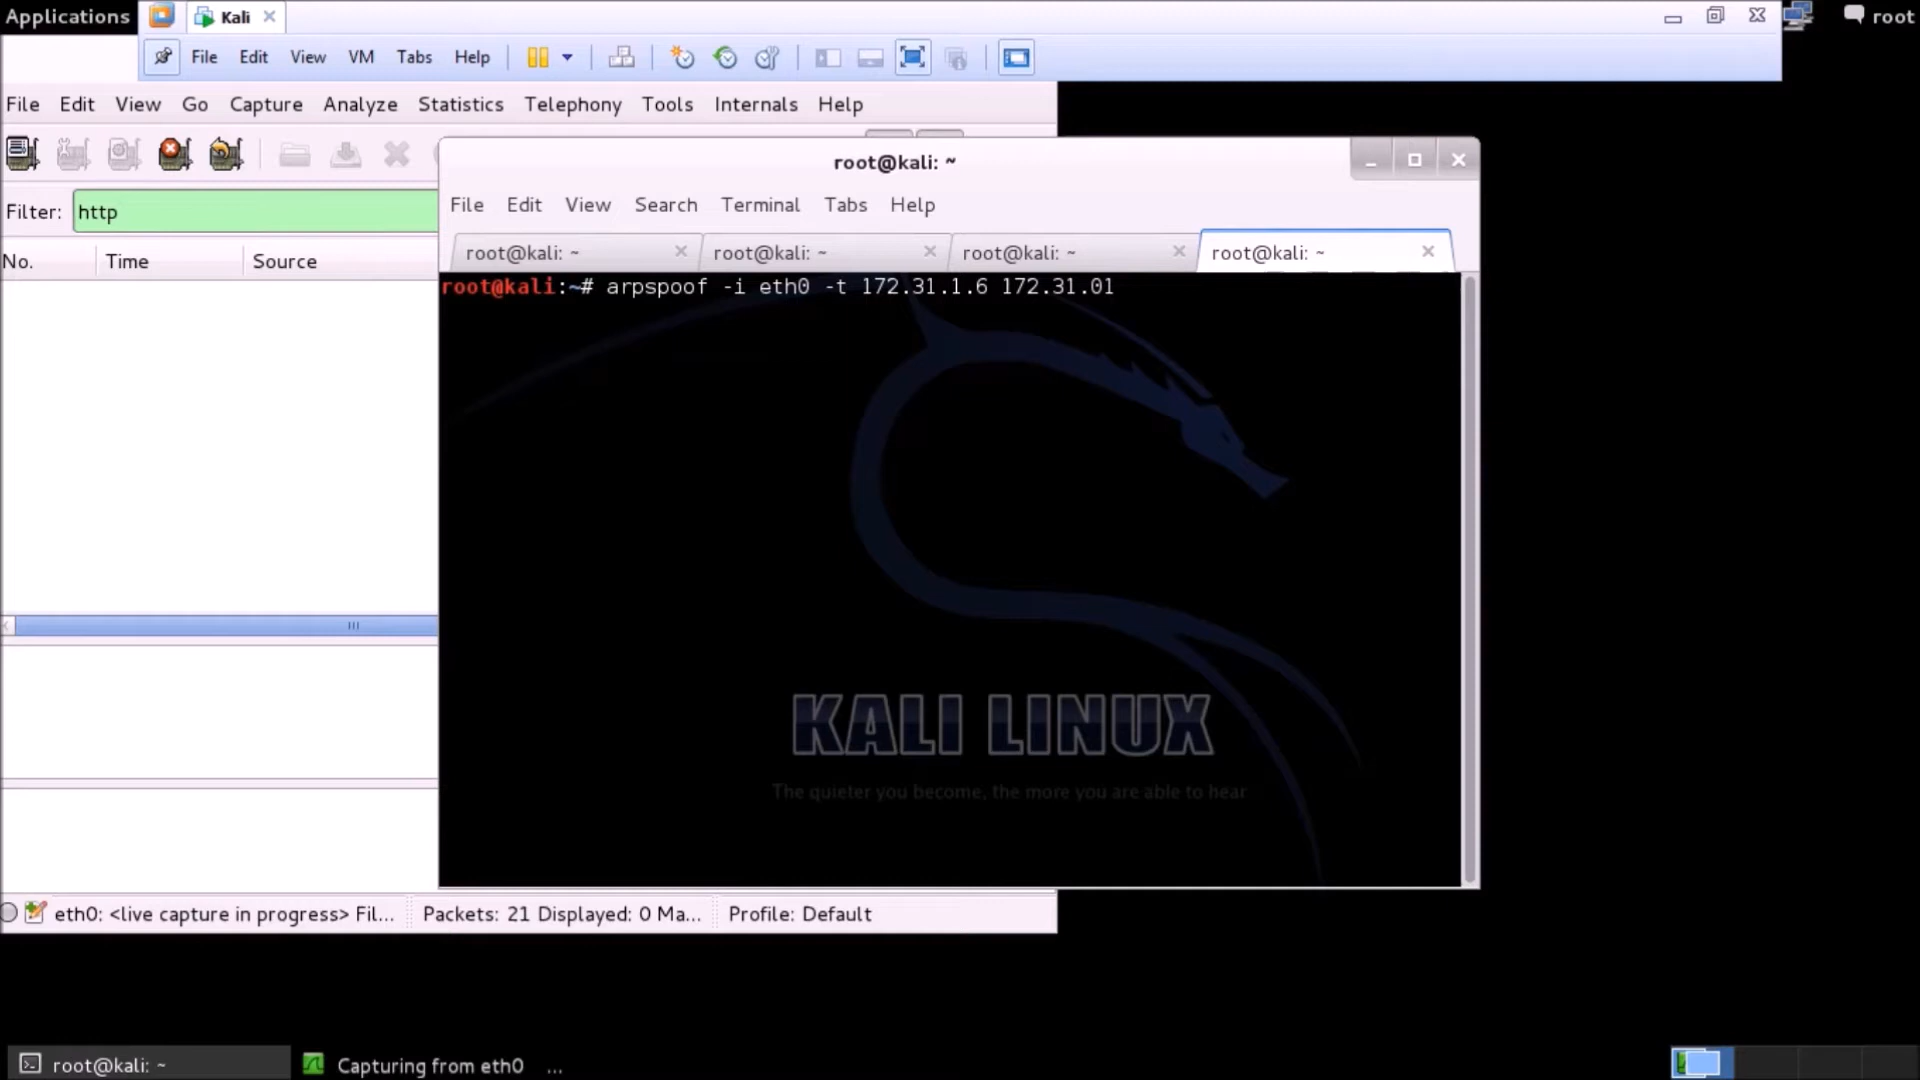 Applications
Kali
root
File Edit View VM Tabs Help
File Edit View Go Capture Analyze Statistics Telephony Tools Internals Help
root@kali: ~
Filter: http
File Edit View Search Terminal Tabs Help
root@kali: ~ root@kali: ~ root@kali: ~ root@kali: ~
No. Time Source
root@kali:~# arpspoof -i eth0 -t 172.31.1.6 172.31.01
KALI LINUX
The quieter you become, the more you are able to hear
eth0: <live capture in progress> Fil... Packets: 21 Displayed: 0 Ma... Profile: Default
root@kali: ~ Capturing from eth0 ...